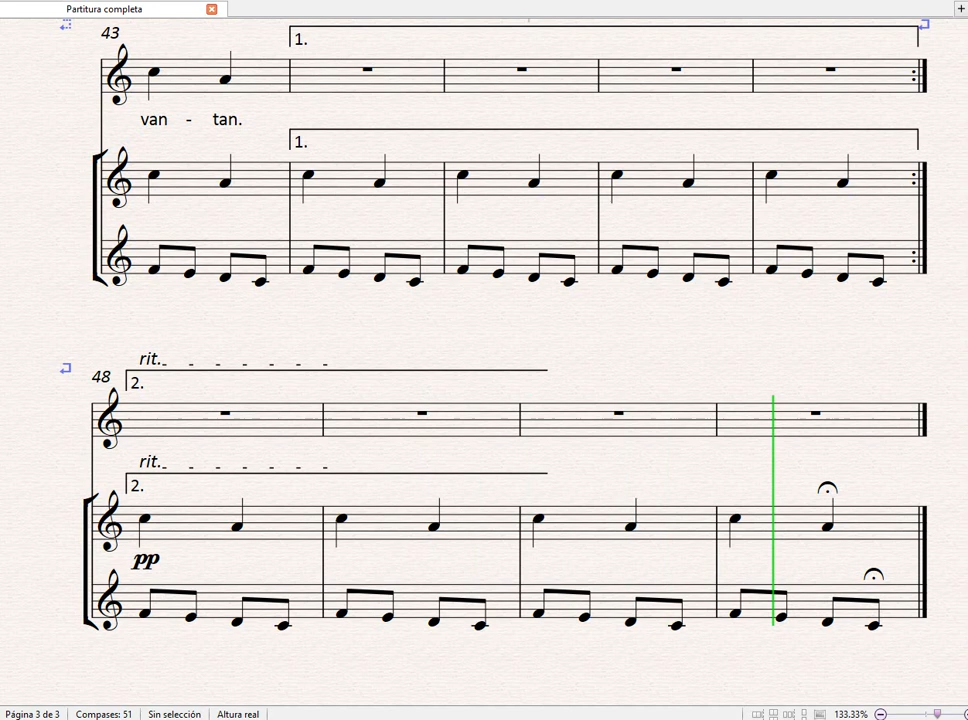 Partitura completa
43
1.
van - tan.
1.
rit.
48
2.
rit.
2.
pp
Página 3 de 3 Compases: 51 Sin selección Altura real 133.33%